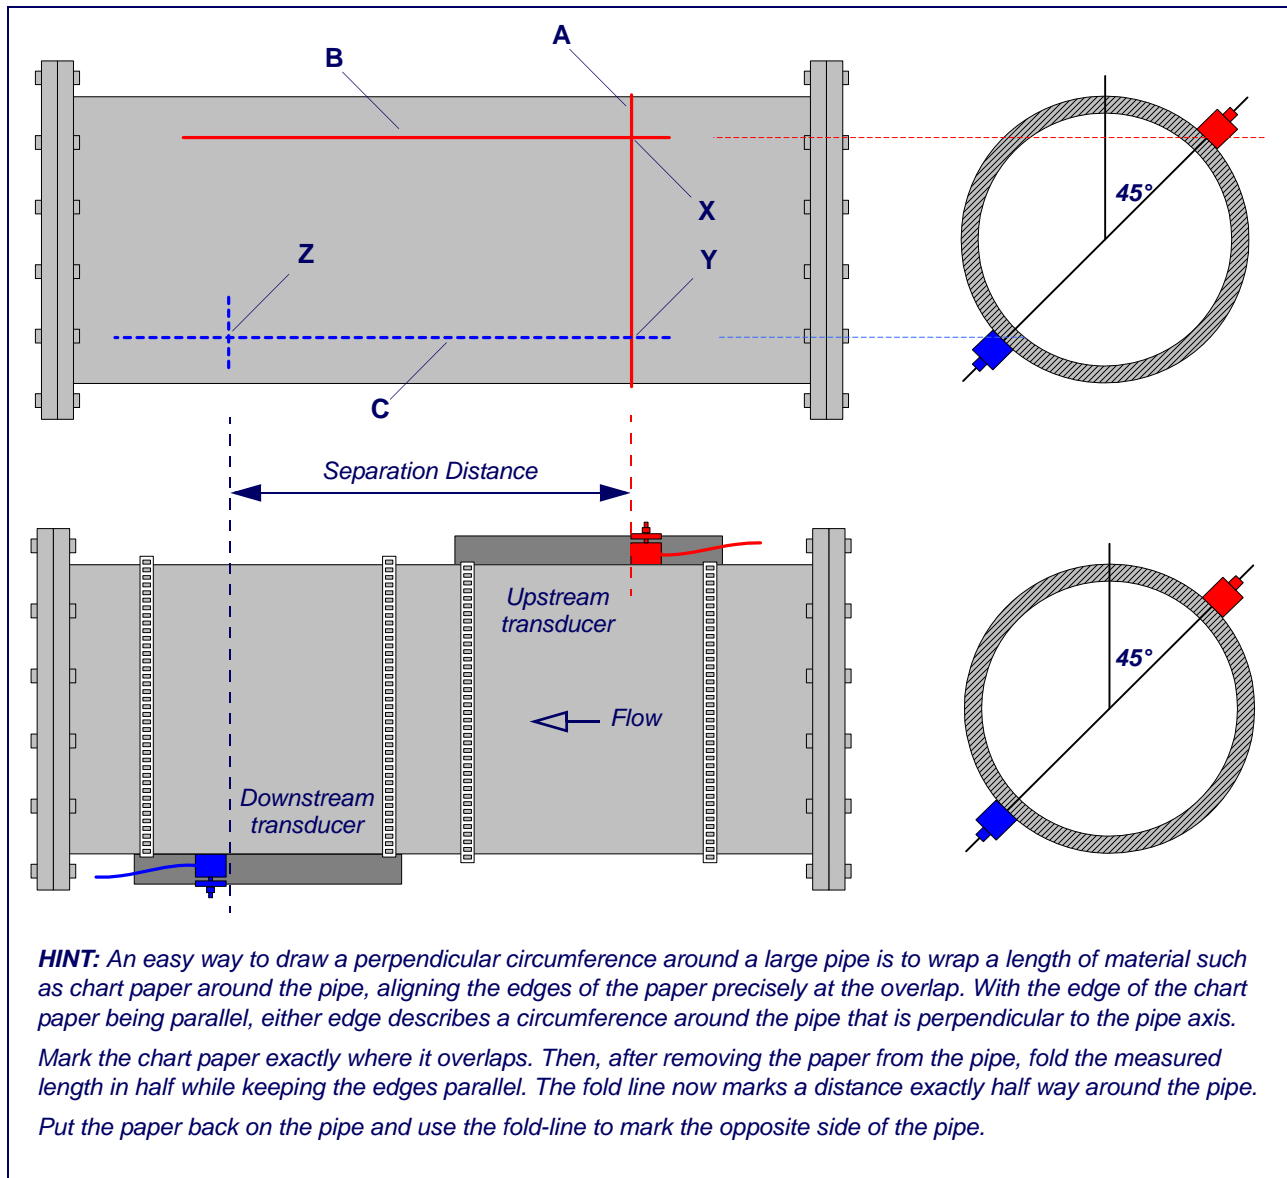 A
B
X
Z
Y
C
45°
Separation Distance
Upstream
transducer
Flow
Downstream
transducer
45°
HINT: An easy way to draw a perpendicular circumference around a large pipe is to wrap a length of material such
as chart paper around the pipe, aligning the edges of the paper precisely at the overlap. With the edge of the chart
paper being parallel, either edge describes a circumference around the pipe that is perpendicular to the pipe axis.
Mark the chart paper exactly where it overlaps. Then, after removing the paper from the pipe, fold the measured
length in half while keeping the edges parallel. The fold line now marks a distance exactly half way around the pipe.
Put the paper back on the pipe and use the fold-line to mark the opposite side of the pipe.